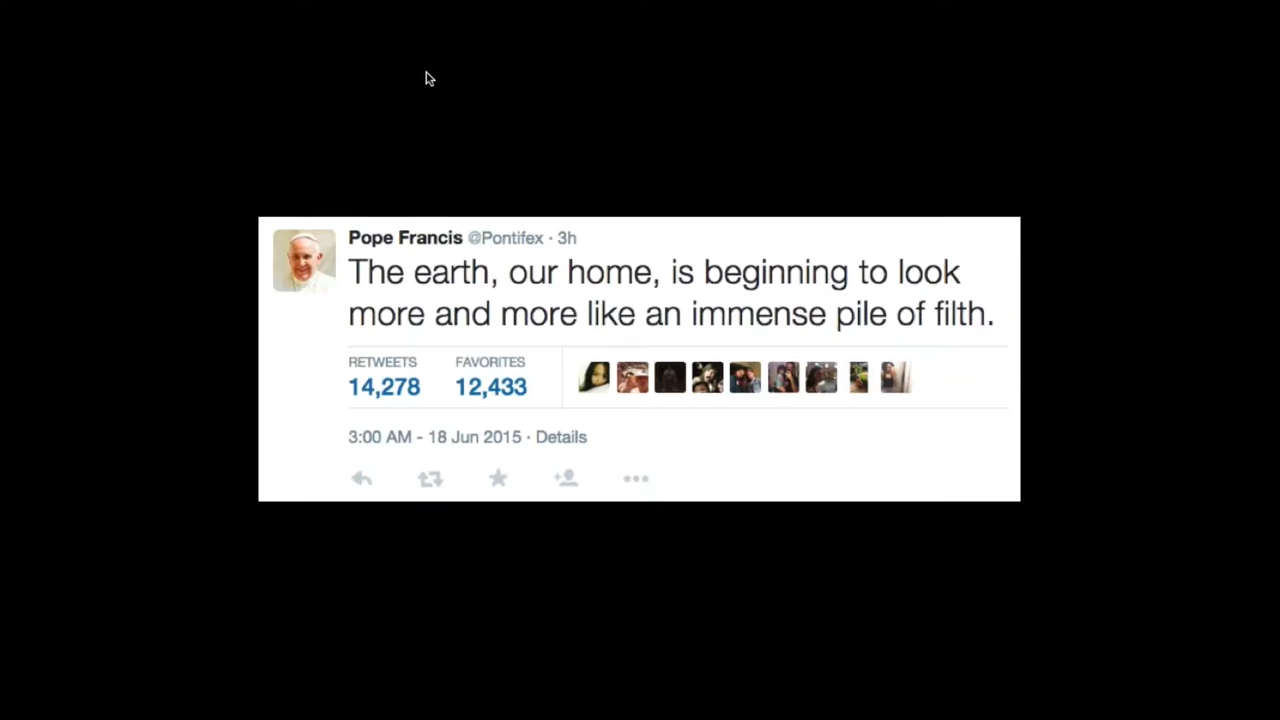 Pope Francis @Pontifex · 3h
The earth, our home, is beginning to look
more and more like an immense pile of filth.
RETWEETS FAVORITES
14,278 12,433
3:00 AM - 18 Jun 2015 · Details